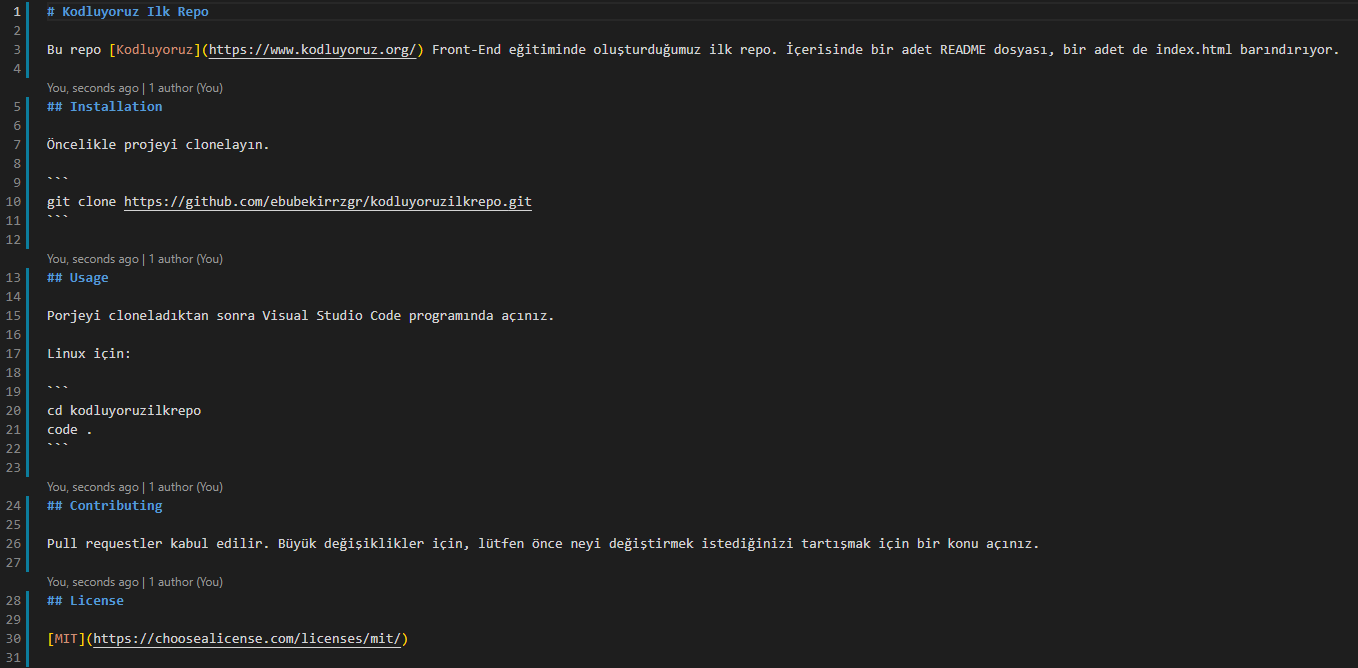 1 # Kodluyoruz Ilk Repo
2
3 Bu repo [Kodluyoruz](https://www.kodluyoruz.org/) Front-End eğitiminde oluşturduğumuz ilk repo. İçerisinde bir adet README dosyası, bir adet de index.html barındırıyor.
4
You, seconds ago | 1 author (You)
5 ## Installation
6
7 Öncelikle projeyi clonelayın.
8
9 ```
10 git clone https://github.com/ebubekirrzgr/kodluyoruzilkrepo.git
11 ```
12
You, seconds ago | 1 author (You)
13 ## Usage
14
15 Porjeyi cloneladıktan sonra Visual Studio Code programında açınız.
16
17 Linux için:
18
19 ```
20 cd kodluyoruzilkrepo
21 code .
22 ```
23
You, seconds ago | 1 author (You)
24 ## Contributing
25
26 Pull requestler kabul edilir. Büyük değişiklikler için, lütfen önce neyi değiştirmek istediğinizi tartışmak için bir konu açınız.
27
You, seconds ago | 1 author (You)
28 ## License
29
30 [MIT](https://choosealicense.com/licenses/mit/)
31